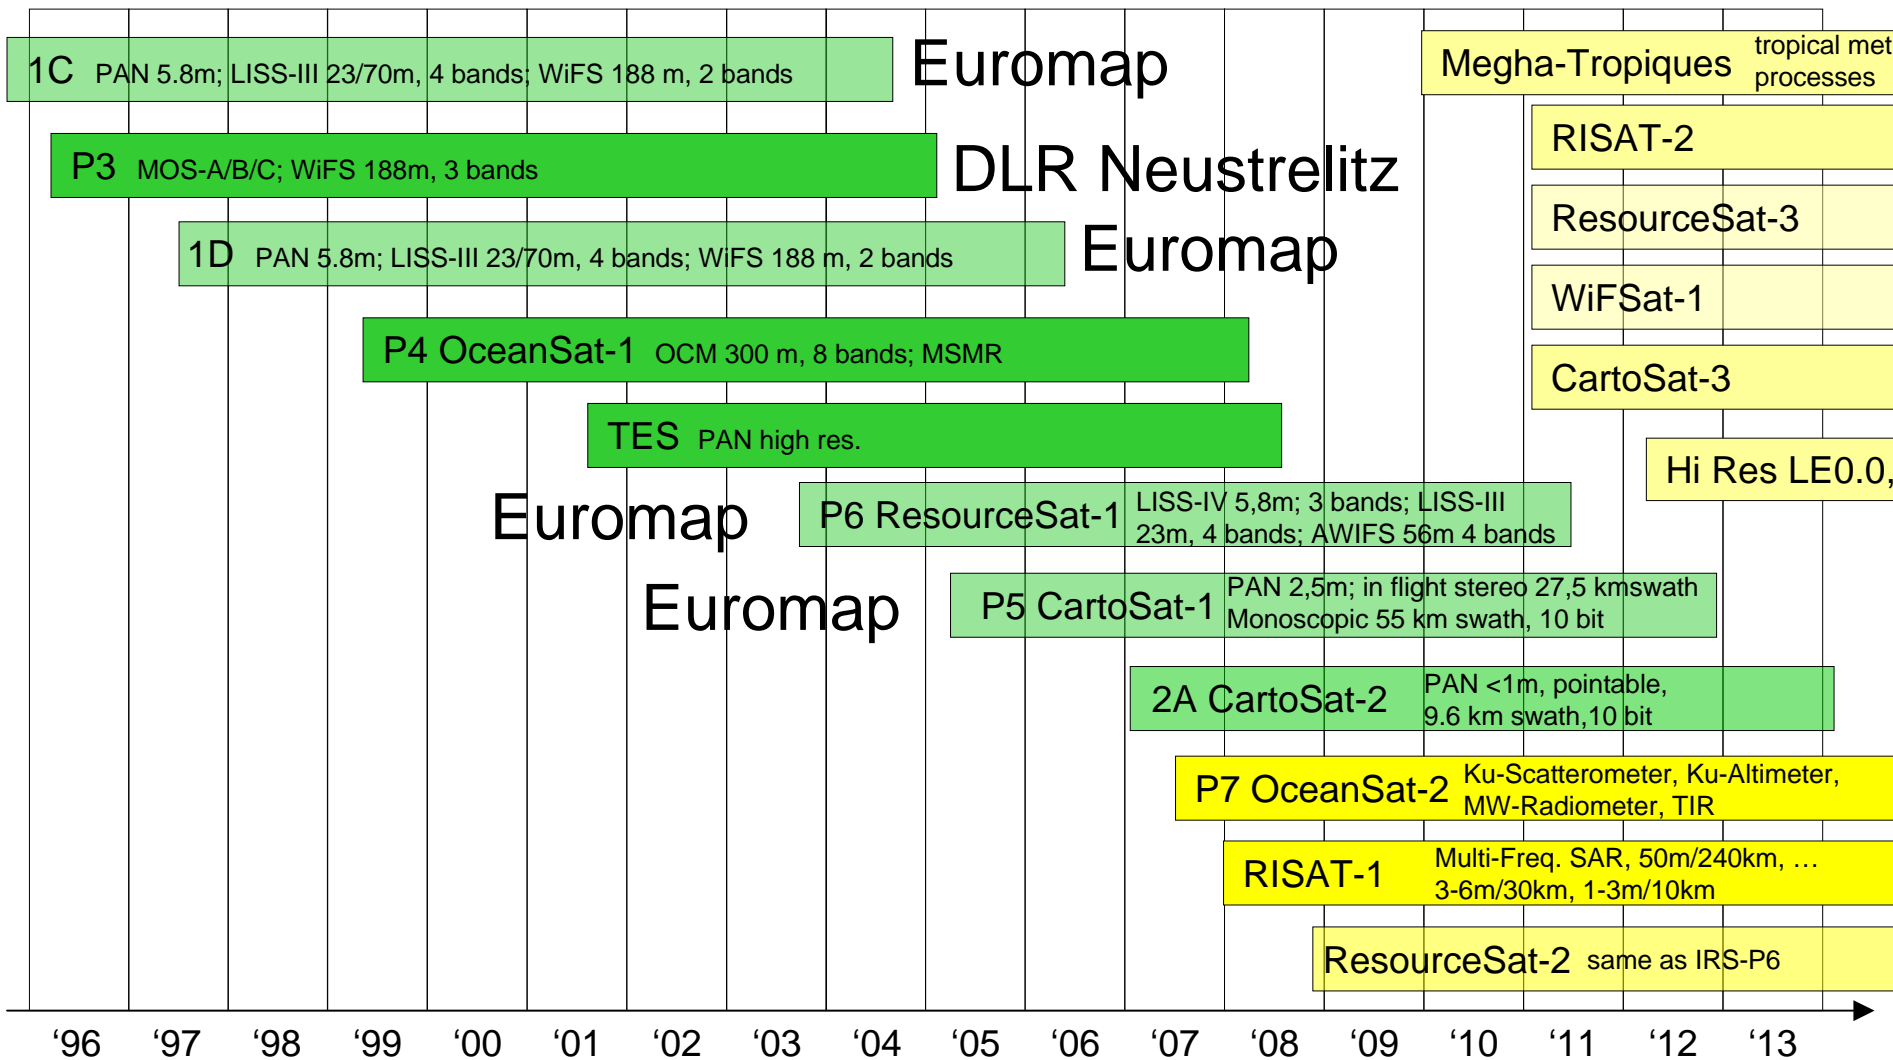 1C PAN 5.8m; LISS-III 23/70m, 4 bands; WiFS 188 m, 2 bands
Euromap
Megha-Tropiques
tropical met
processes
P3 MOS-A/B/C; WiFS 188m, 3 bands
DLR Neustrelitz
RISAT-2
ResourceSat-3
1D PAN 5.8m; LISS-III 23/70m, 4 bands; WiFS 188 m, 2 bands
Euromap
WiFSat-1
P4 OceanSat-1 OCM 300 m, 8 bands; MSMR
CartoSat-3
TES PAN high res.
Hi Res LE0.0,
Euromap
P6 ResourceSat-1
LISS-IV 5,8m; 3 bands; LISS-III
23m, 4 bands; AWIFS 56m 4 bands
Euromap
P5 CartoSat-1
PAN 2,5m; in flight stereo 27,5 kmswath
Monoscopic 55 km swath, 10 bit
2A CartoSat-2
PAN <1m, pointable,
9.6 km swath,10 bit
P7 OceanSat-2
Ku-Scatterometer, Ku-Altimeter,
MW-Radiometer, TIR
RISAT-1
Multi-Freq. SAR, 50m/240km, …
3-6m/30km, 1-3m/10km
ResourceSat-2 same as IRS-P6
‘96 ‘97 ‘98 ‘99 ‘00 ‘01 ‘02 ‘03 ‘04 ‘05 ‘06 ‘07 ‘08 ‘09 ‘10 ‘11 ‘12 ‘13